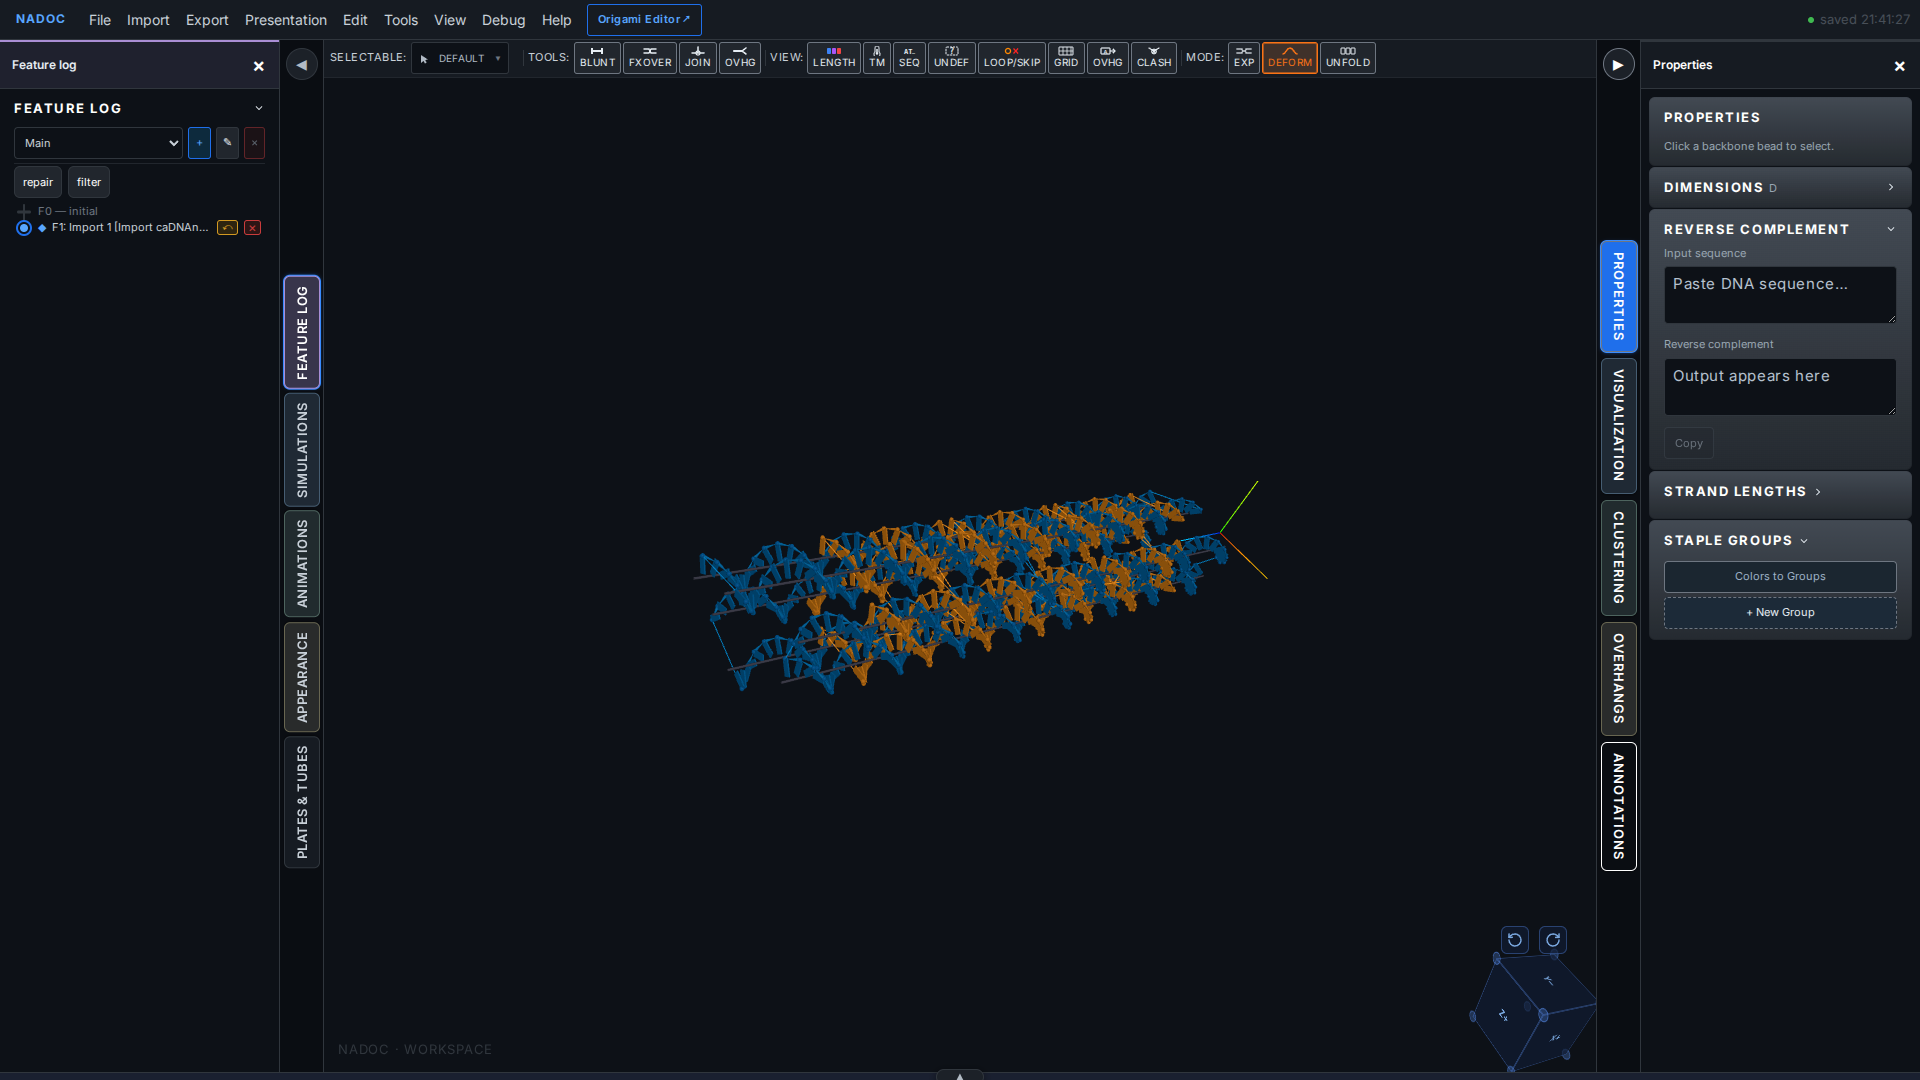 NADOC File Import Export Presentation Edit Tools View Debug Help Origami Editor↗ saved 21:41:27
Feature log ×
FEATURE LOG
Main + ✎ ×
repair filter
F0 — initial
F1: Import 1 [Import caDNAn...
FEATURE LOG
SIMULATIONS
ANIMATIONS
APPEARANCE
PLATES & TUBES
SELECTABLE: DEFAULT TOOLS: BLUNT FXOVER JOIN OVHG VIEW: LENGTH TM SEQ UNDEF LOOP/SKIP GRID OVHG CLASH MODE: EXP DEFORM UNFOLD
NADOC · WORKSPACE
PROPERTIES
VISUALIZATION
CLUSTERING
OVERHANGS
ANNOTATIONS
Properties ×
PROPERTIES
Click a backbone bead to select.
DIMENSIONS D
REVERSE COMPLEMENT
Input sequence
Paste DNA sequence...
Reverse complement
Output appears here
Copy
STRAND LENGTHS
STAPLE GROUPS
Colors to Groups
+ New Group